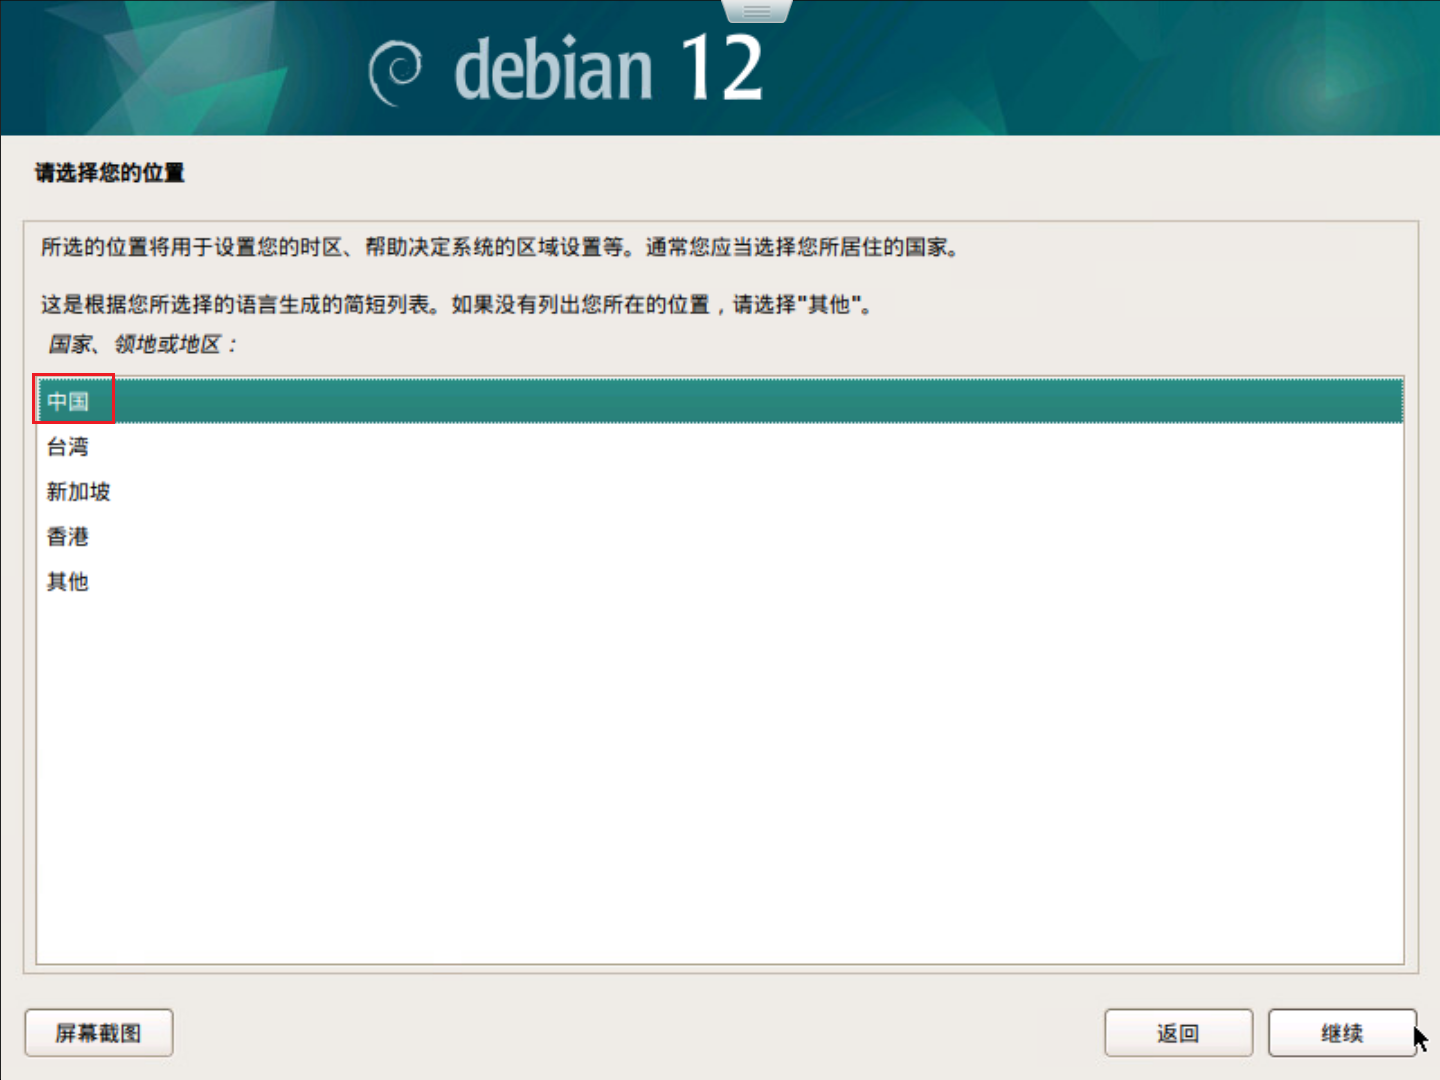 debian 12
请选择您的位置
所选的位置将用于设置您的时区、帮助决定系统的区域设置等。通常您应当选择您所居住的国家。
这是根据您所选择的语言生成的简短列表。如果没有列出您所在的位置，请选择"其他"。
国家、领地或地区：
中国
台湾
新加坡
香港
其他
屏幕截图
返回
继续